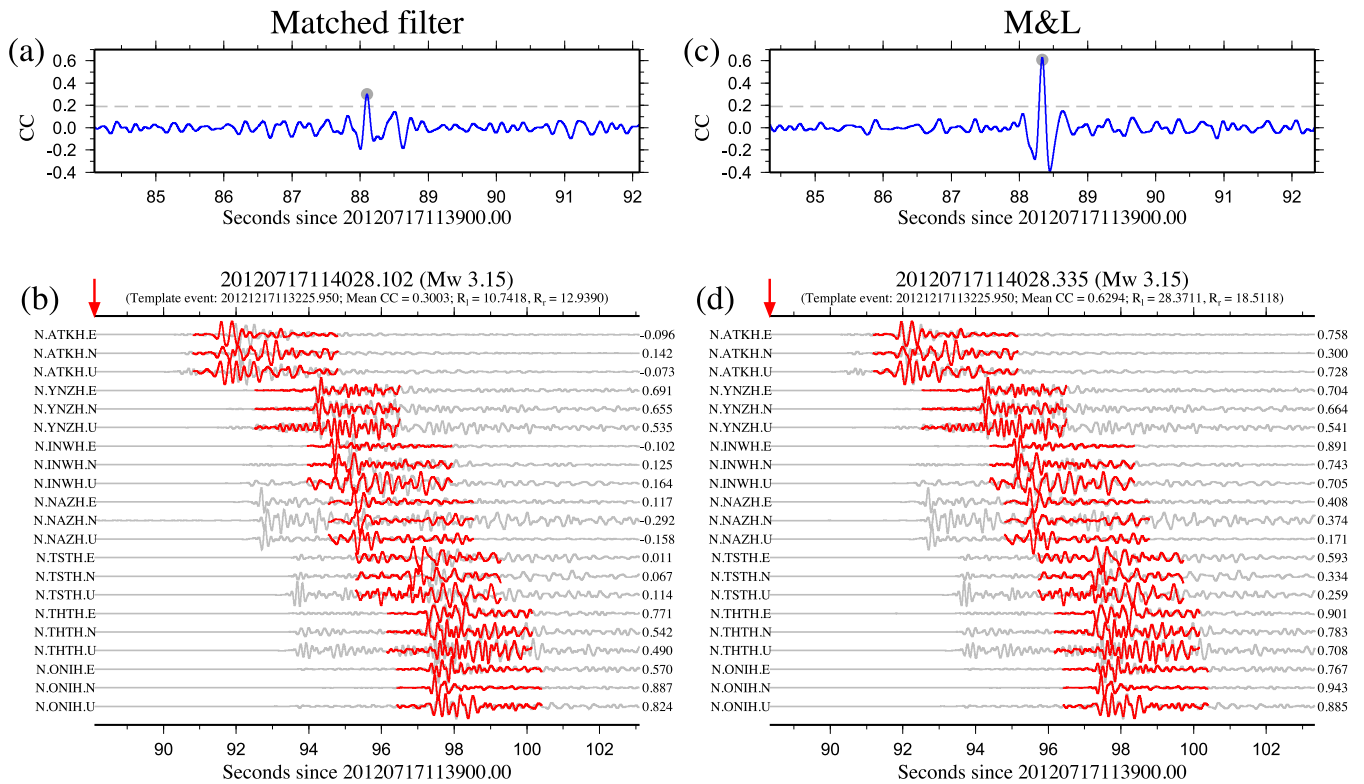 Matched filter
(a)
CC
0.6
0.4
0.2
0.0
-0.2
-0.4
85 86 87 88 89 90 91 92
Seconds since 20120717113900.00
M&L
(c)
CC
0.6
0.4
0.2
0.0
-0.2
-0.4
85 86 87 88 89 90 91 92
Seconds since 20120717113900.00
(b)
20120717114028.102 (Mw 3.15)
(Template event: 20121217113225.950; Mean CC = 0.3003; Rl = 10.7418, Rr = 12.9390)
N.ATKH.E -0.096
N.ATKH.N 0.142
N.ATKH.U -0.073
N.YNZH.E 0.691
N.YNZH.N 0.655
N.YNZH.U 0.535
N.INWH.E -0.102
N.INWH.N 0.125
N.INWH.U 0.164
N.NAZH.E 0.117
N.NAZH.N -0.292
N.NAZH.U -0.158
N.TSTH.E 0.011
N.TSTH.N 0.067
N.TSTH.U 0.114
N.THTH.E 0.771
N.THTH.N 0.542
N.THTH.U 0.490
N.ONIH.E 0.570
N.ONIH.N 0.887
N.ONIH.U 0.824
90 92 94 96 98 100 102
Seconds since 20120717113900.00
(d)
20120717114028.335 (Mw 3.15)
(Template event: 20121217113225.950; Mean CC = 0.6294; Rl = 28.3711, Rr = 18.5118)
N.ATKH.E 0.758
N.ATKH.N 0.300
N.ATKH.U 0.728
N.YNZH.E 0.704
N.YNZH.N 0.664
N.YNZH.U 0.541
N.INWH.E 0.891
N.INWH.N 0.743
N.INWH.U 0.705
N.NAZH.E 0.408
N.NAZH.N 0.374
N.NAZH.U 0.171
N.TSTH.E 0.593
N.TSTH.N 0.334
N.TSTH.U 0.259
N.THTH.E 0.901
N.THTH.N 0.783
N.THTH.U 0.708
N.ONIH.E 0.767
N.ONIH.N 0.943
N.ONIH.U 0.885
90 92 94 96 98 100 102
Seconds since 20120717113900.00